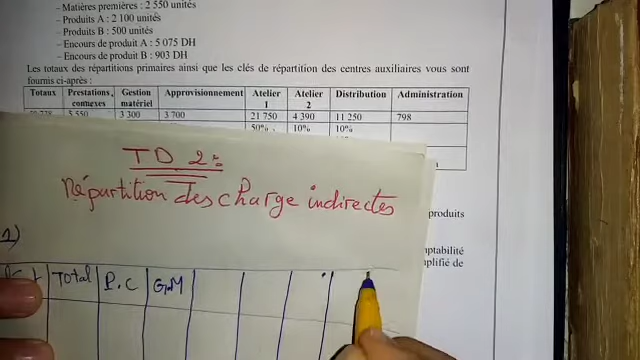 – Matières premières : 2 550 unités
– Produits A : 2 100 unités
– Produits B : 500 unités
– Encours de produit A : 5 075 DH
– Encours de produit B : 903 DH
Les totaux des répartitions primaires ainsi que les clés de répartition des centres auxiliaires vous sont
fournis ci-après :
Totaux Prestations connexes Gestion matériel Approvisionnement Atelier 1 Atelier 2 Distribution Administration
5 550 3 300 3 700 21 750 4 390 11 250 798
50% 10% 10%
TD 2:
Répartition des charge indirectes
produits
1)
mptabilité
mplifié de
Total P.C G.M